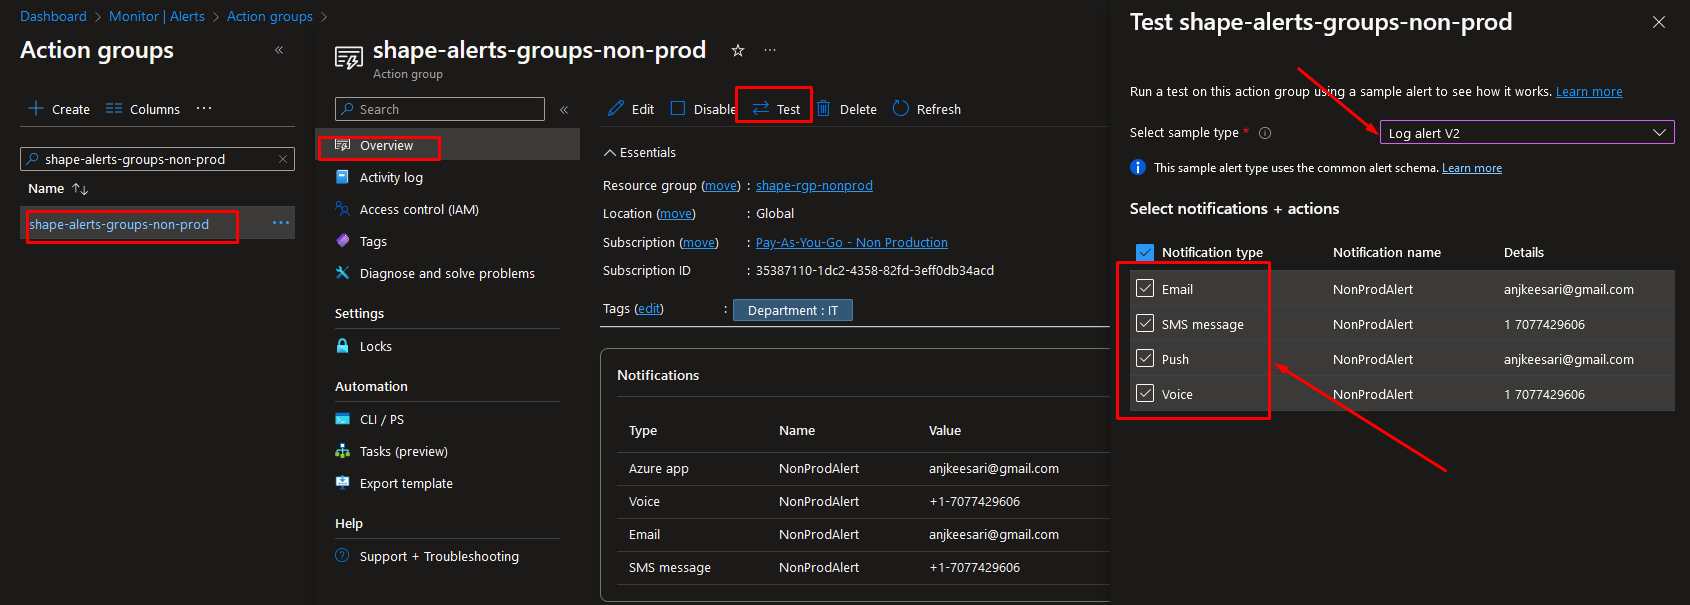 Dashboard > Monitor | Alerts > Action groups >
Action groups «
+ Create Columns ···
shape-alerts-groups-non-prod ×
Name ↑↓
shape-alerts-groups-non-prod ···
shape-alerts-groups-non-prod ☆ ···
Action group
Search «
Overview
Activity log
Access control (IAM)
Tags
Diagnose and solve problems
Settings
Locks
Automation
CLI / PS
Tasks (preview)
Export template
Help
Support + Troubleshooting
Edit Disable Test Delete Refresh
Essentials
Resource group (move) : shape-rgp-nonprod
Location (move) : Global
Subscription (move) : Pay-As-You-Go - Non Production
Subscription ID : 35387110-1dc2-4358-82fd-3eff0db34acd
Tags (edit) : Department : IT
Notifications
Type Name Value
Azure app NonProdAlert anjkeesari@gmail.com
Voice NonProdAlert +1-7077429606
Email NonProdAlert anjkeesari@gmail.com
SMS message NonProdAlert +1-7077429606
Test shape-alerts-groups-non-prod ×
Run a test on this action group using a sample alert to see how it works. Learn more
Select sample type * Log alert V2
This sample alert type uses the common alert schema. Learn more
Select notifications + actions
Notification type Notification name Details
Email NonProdAlert anjkeesari@gmail.com
SMS message NonProdAlert 1 7077429606
Push NonProdAlert anjkeesari@gmail.com
Voice NonProdAlert 1 7077429606